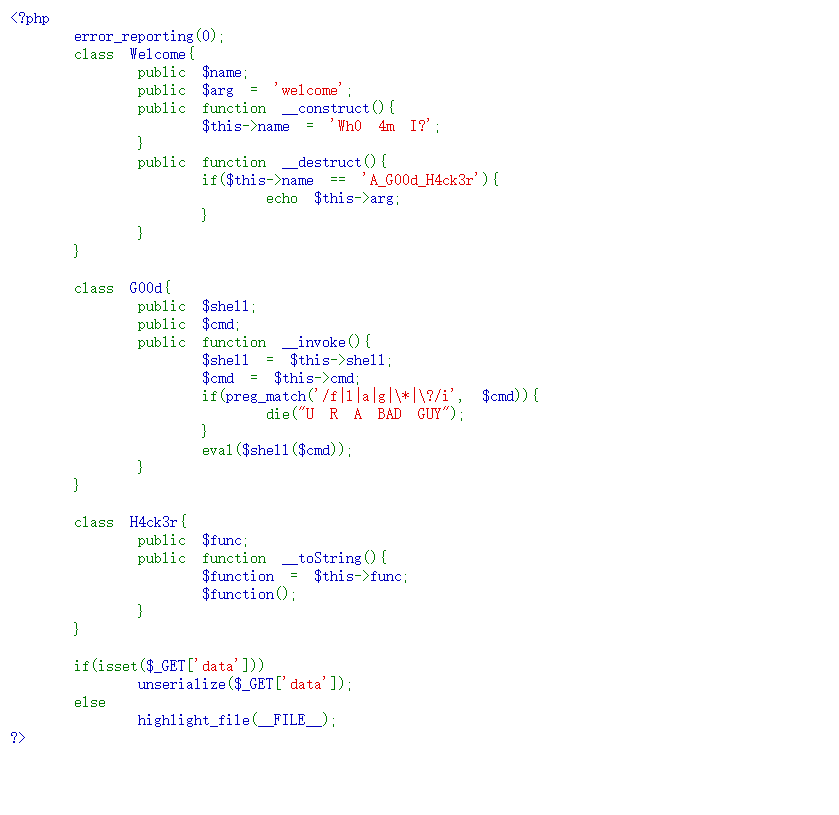 <?php
error_reporting(0);
class Welcome{
public $name;
public $arg = 'welcome';
public function __construct(){
$this->name = 'Wh0 4m I?';
}
public function __destruct(){
if($this->name == 'A_G00d_H4ck3r'){
echo $this->arg;
}
}
}
class G00d{
public $shell;
public $cmd;
public function __invoke(){
$shell = $this->shell;
$cmd = $this->cmd;
if(preg_match('/f|l|a|g|\*|\?/i', $cmd)){
die("U R A BAD GUY");
}
eval($shell($cmd));
}
}
class H4ck3r{
public $func;
public function __toString(){
$function = $this->func;
$function();
}
}
if(isset($_GET['data']))
unserialize($_GET['data']);
else
highlight_file(__FILE__);
?>